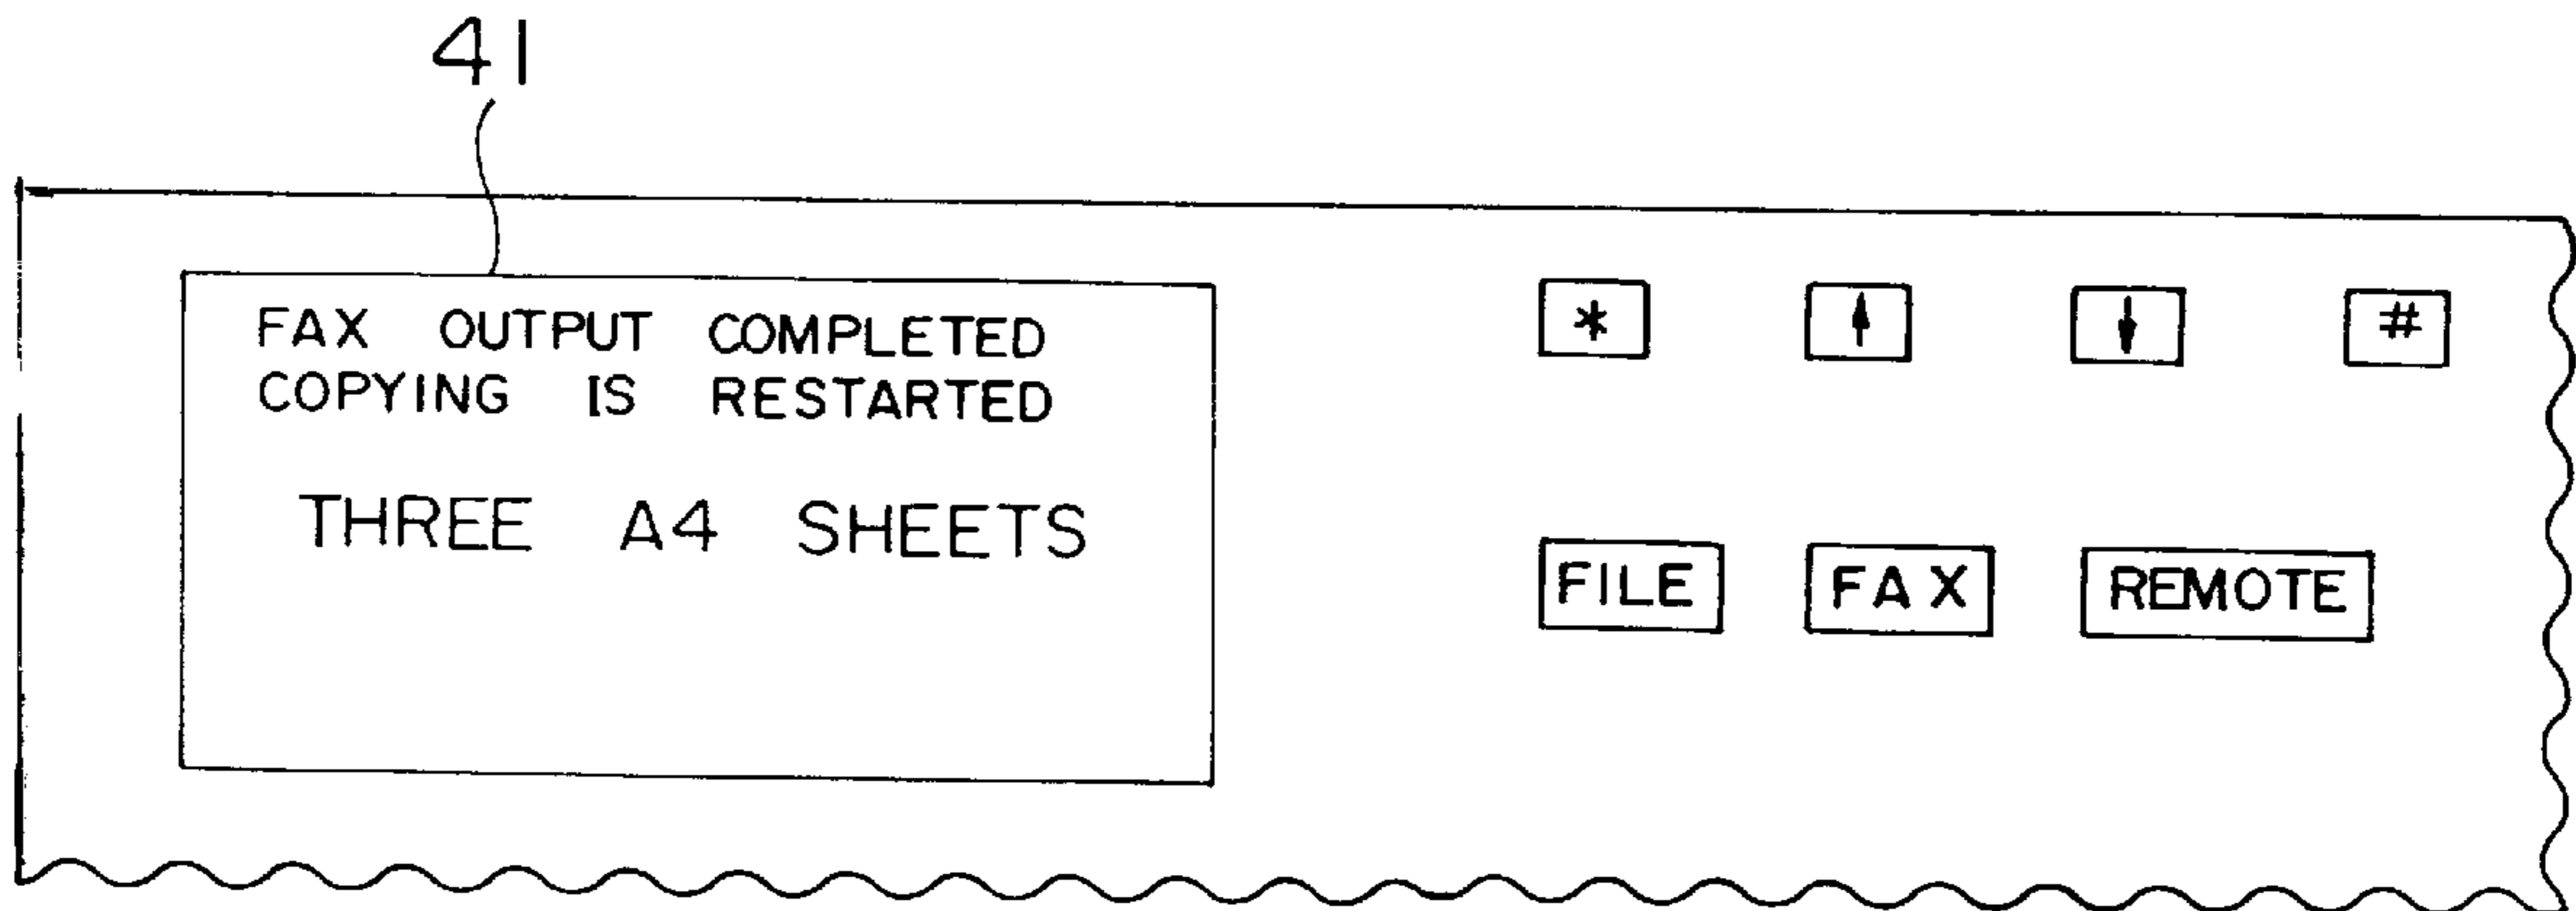 41
FAX OUTPUT COMPLETED
COPYING IS RESTARTED
THREE A4 SHEETS
* ↑ ↓ #
FILE FAX REMOTE